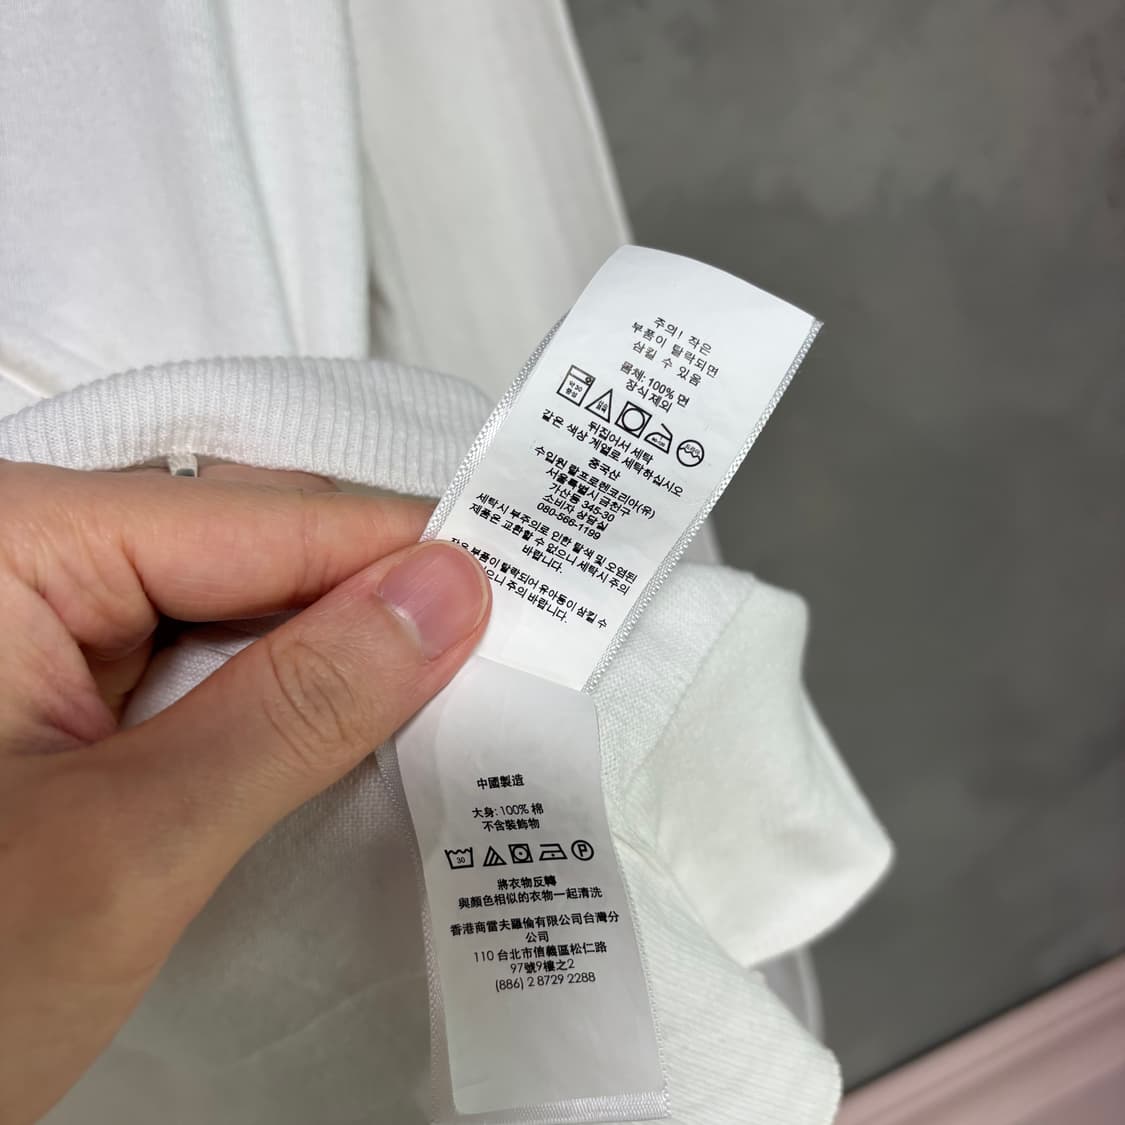 주의! 작은
부품이 탈락되면
삼킬 수 있음
몸체: 100% 면
장식제외
약 30
중성
뒤집어서 세탁
같은 색상 계열로 세탁하십시오
중국산
수입원 랄프로렌코리아(유)
서울특별시 금천구
가산동 345-30
소비자 상담실
080-566-1199
세탁시 부주의로 인한 탈색 및 오염된
제품은 교환할 수 없으니 세탁시 주의
바랍니다.
작은 부품이 탈락되어 유아동이 삼킬 수
으니 주의 바랍니다.
中國製造
大身: 100% 棉
不含裝飾物
30
P
將衣物反轉
與顏色相似的衣物一起清洗
香港商雷夫羅倫有限公司台灣分
公司
110 台北市信義區松仁路
97號9樓之2
(886) 2 8729 2288